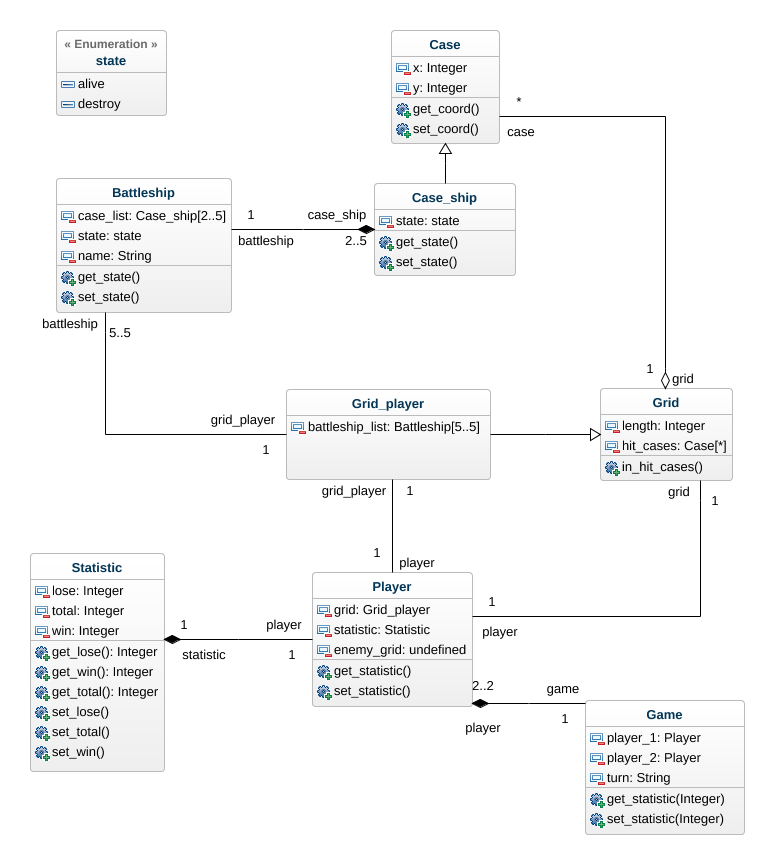 « Enumeration »
state
alive
destroy
Case
x: Integer
y: Integer
get_coord()
set_coord()
*
case
Battleship
case_list: Case_ship[2..5]
state: state
name: String
get_state()
set_state()
1
case_ship
battleship
2..5
Case_ship
state: state
get_state()
set_state()
battleship
5..5
grid_player
1
Grid_player
battleship_list: Battleship[5..5]
1
grid
Grid
length: Integer
hit_cases: Case[*]
in_hit_cases()
grid_player
1
grid
1
1
player
Statistic
lose: Integer
total: Integer
win: Integer
get_lose(): Integer
get_win(): Integer
get_total(): Integer
set_lose()
set_total()
set_win()
1
player
statistic
1
Player
grid: Grid_player
statistic: Statistic
enemy_grid: undefined
get_statistic()
set_statistic()
1
player
2..2
game
player
1
Game
player_1: Player
player_2: Player
turn: String
get_statistic(Integer)
set_statistic(Integer)